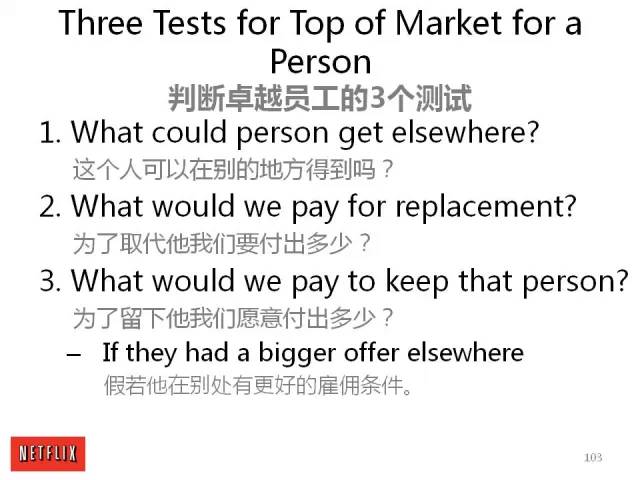 Three Tests for Top of Market for a
Person
判断卓越员工的3个测试
1. What could person get elsewhere?
这个人可以在别的地方得到吗？
2. What would we pay for replacement?
为了取代他我们要付出多少？
3. What would we pay to keep that person?
为了留下他我们愿意付出多少？
– If they had a bigger offer elsewhere
假若他在别处有更好的雇佣条件。
NETFLIX
103